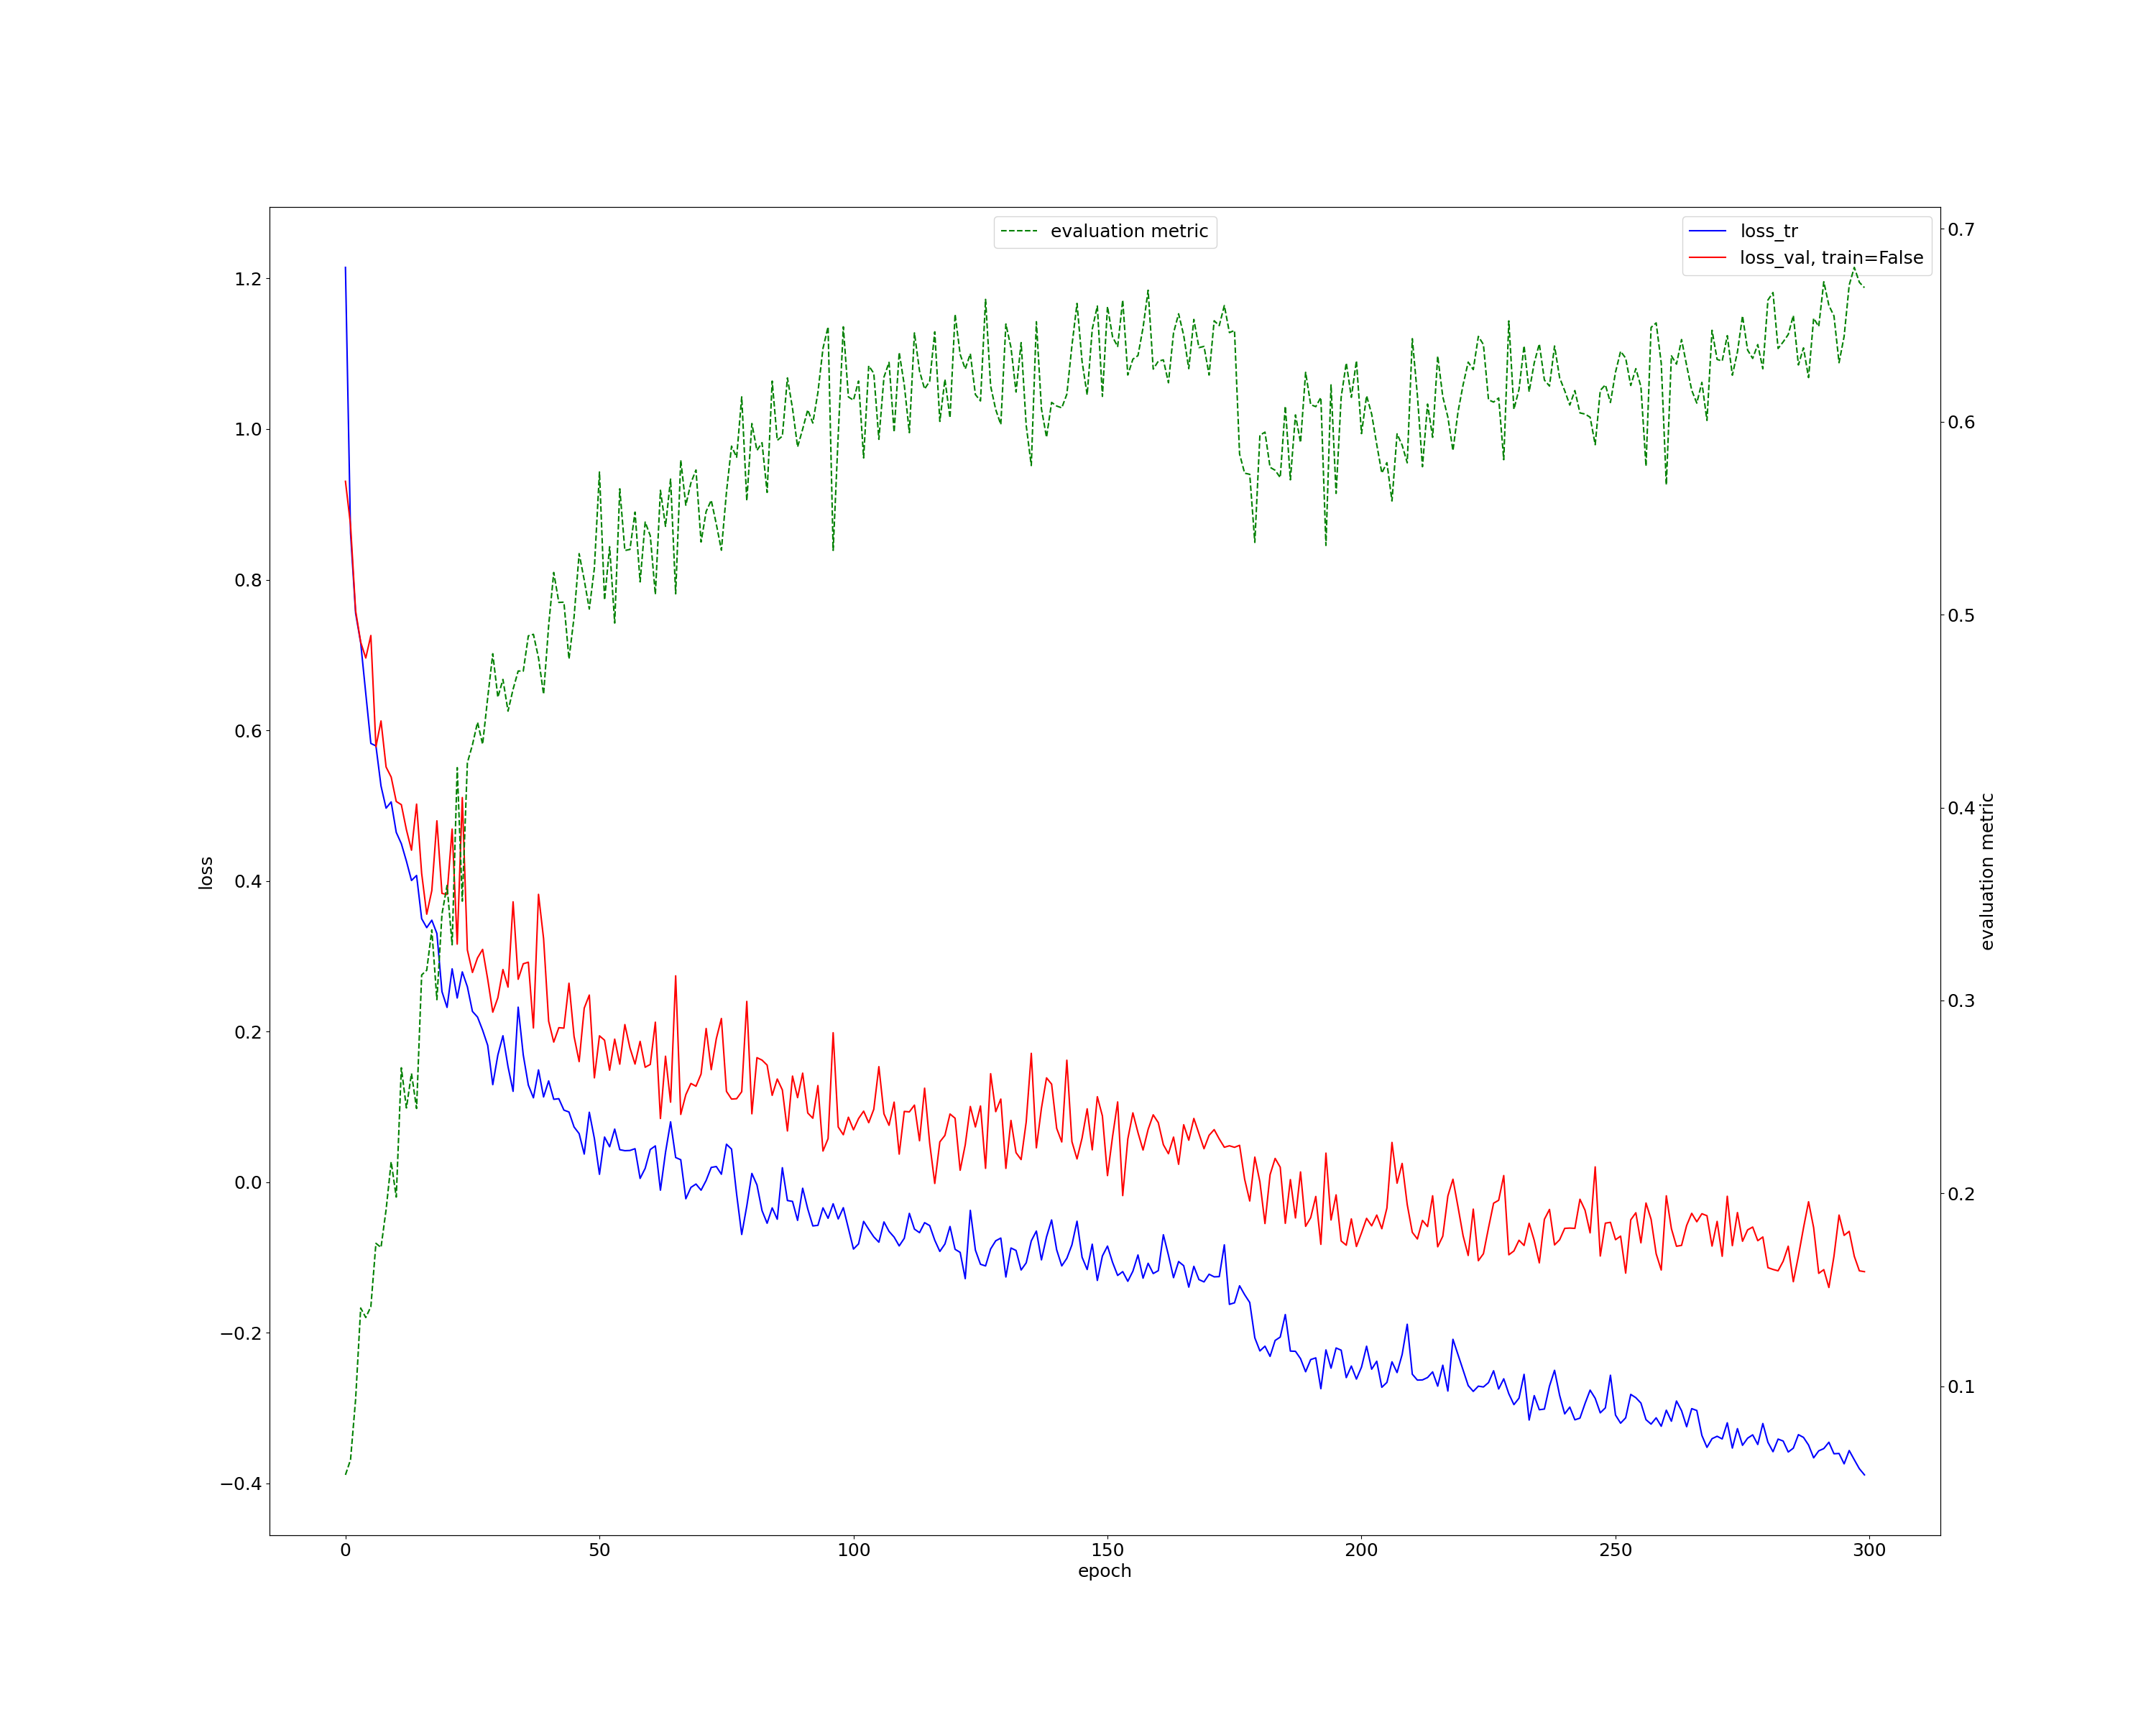 evaluation metric
loss_tr
loss_val, train=False
1.2
1.0
0.8
0.6
0.4
0.2
0.0
−0.2
−0.4
loss
0.7
0.6
0.5
0.4
0.3
0.2
0.1
evaluation metric
0 50 100 150 200 250 300
epoch